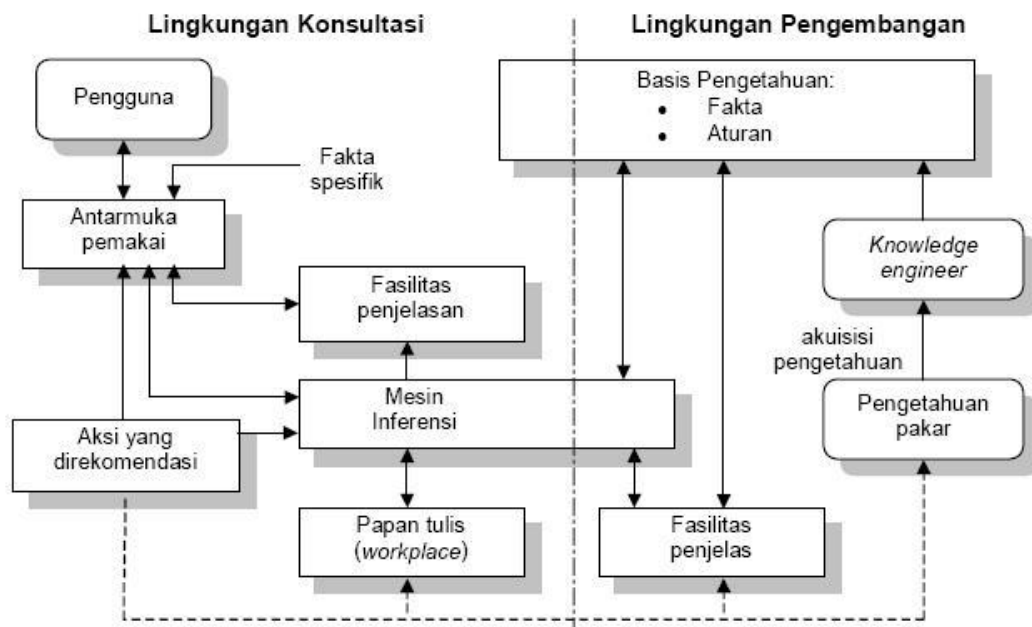 Lingkungan Konsultasi
Lingkungan Pengembangan
Pengguna
Basis Pengetahuan:
• Fakta
• Aturan
Fakta
spesifik
Antarmuka
pemakai
Knowledge
engineer
Fasilitas
penjelasan
akuisisi
pengetahuan
Mesin
Inferensi
Pengetahuan
pakar
Aksi yang
direkomendasi
Papan tulis
(workplace)
Fasilitas
penjelas